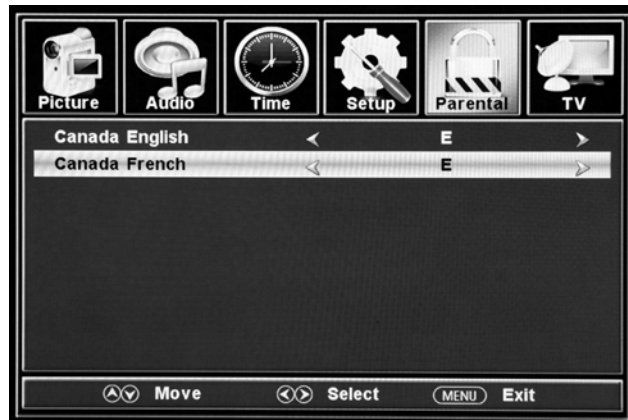 Picture Audio Time Setup Parental TV
Canada English E
Canada French E
Move Select MENU Exit